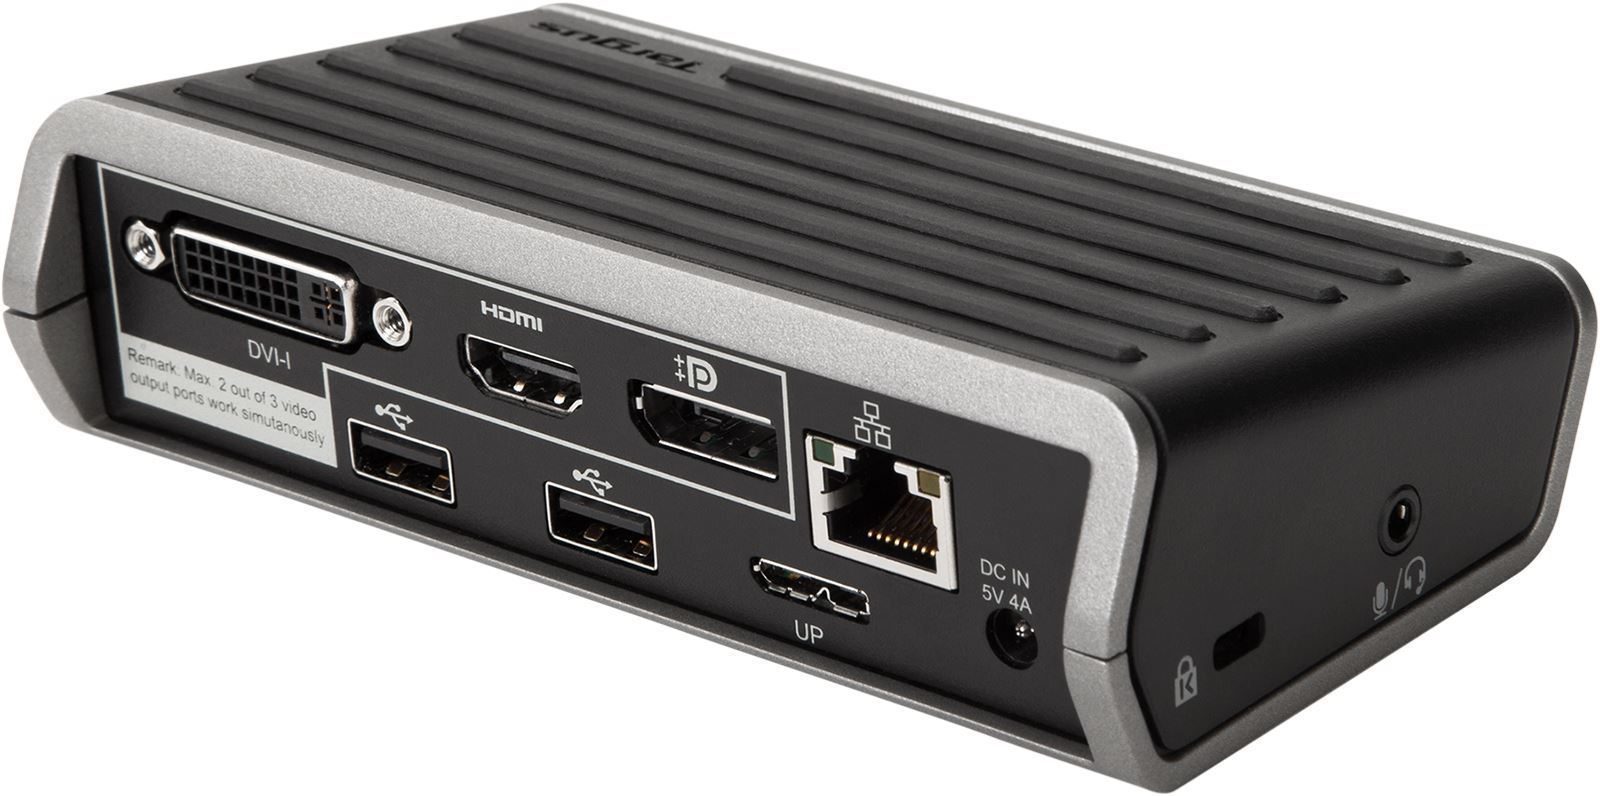 Targus
HDMI
DVI-I
Remark: Max. 2 out of 3 video
output ports work simutanously
DC IN
5V 4A
UP
K